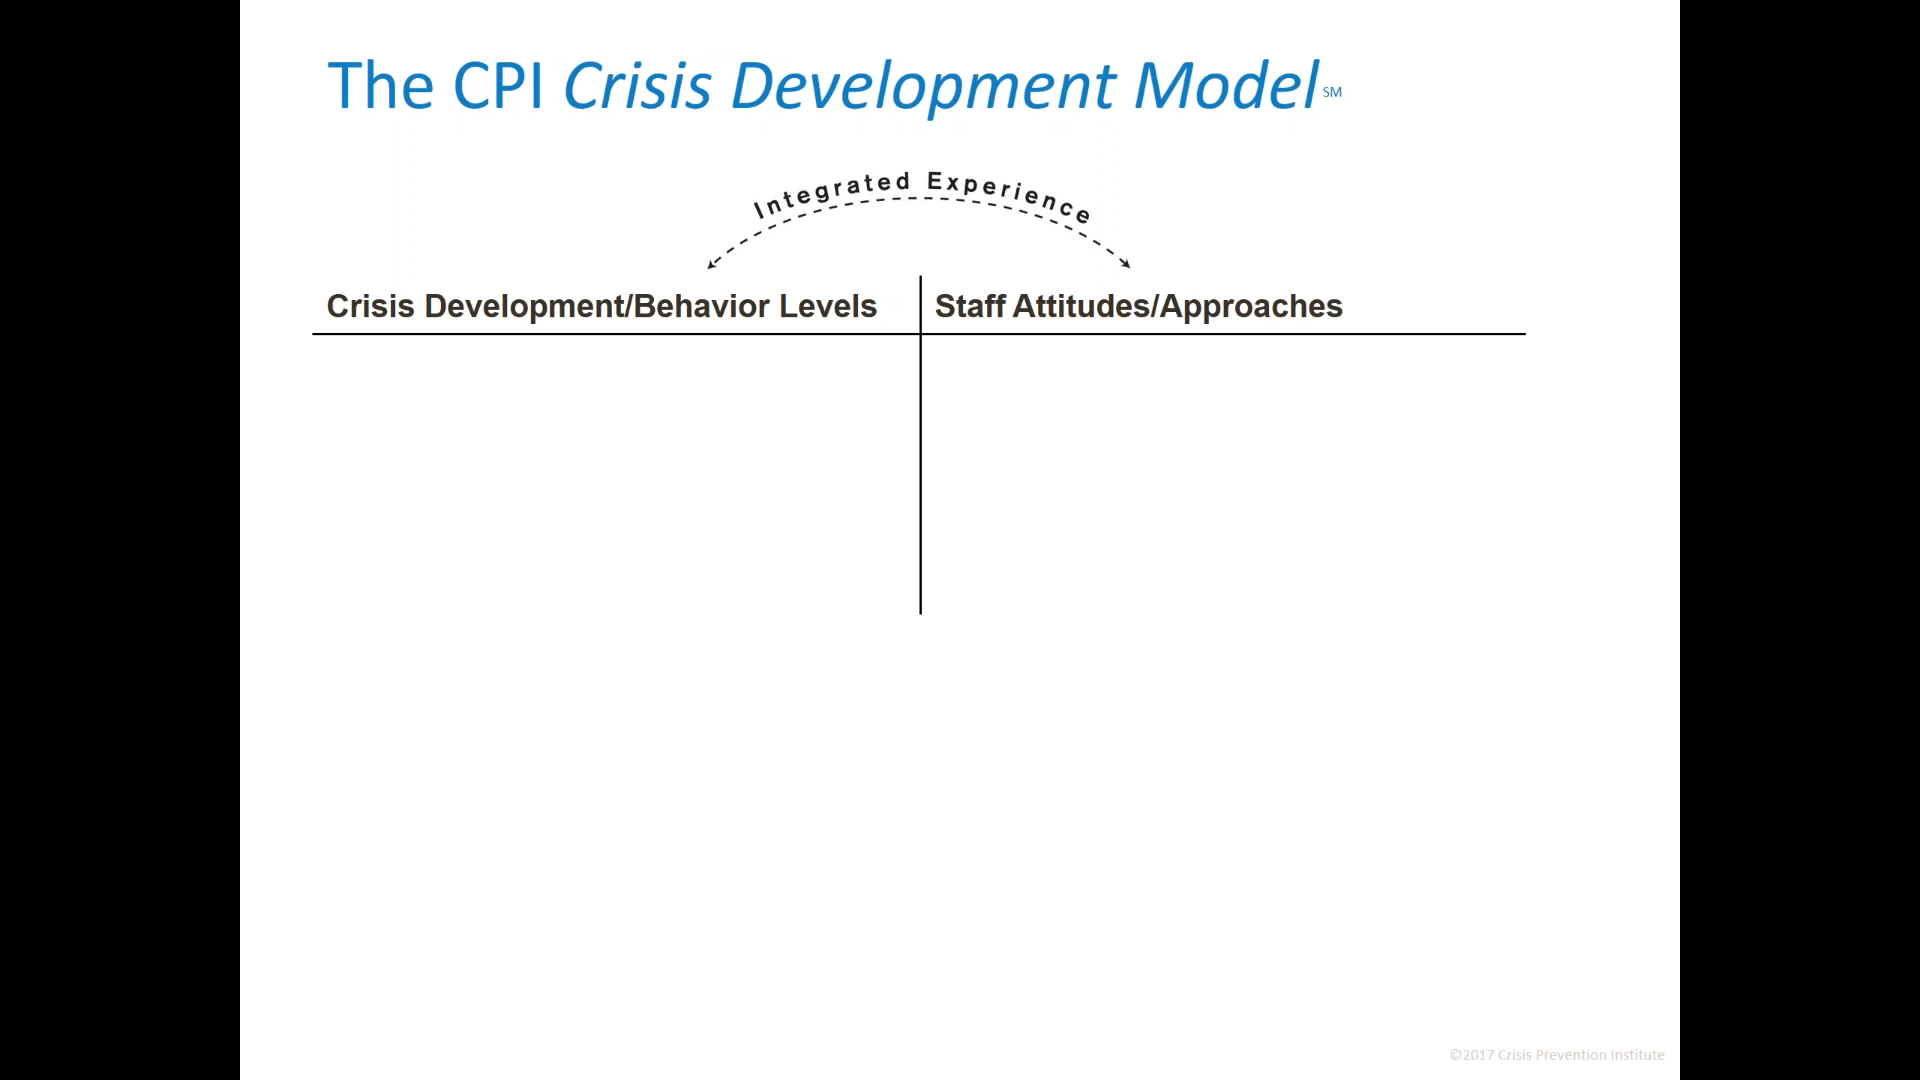 The CPI Crisis Development Model SM
Integrated Experience
Crisis Development/Behavior Levels
Staff Attitudes/Approaches
©2017 Crisis Prevention Institute